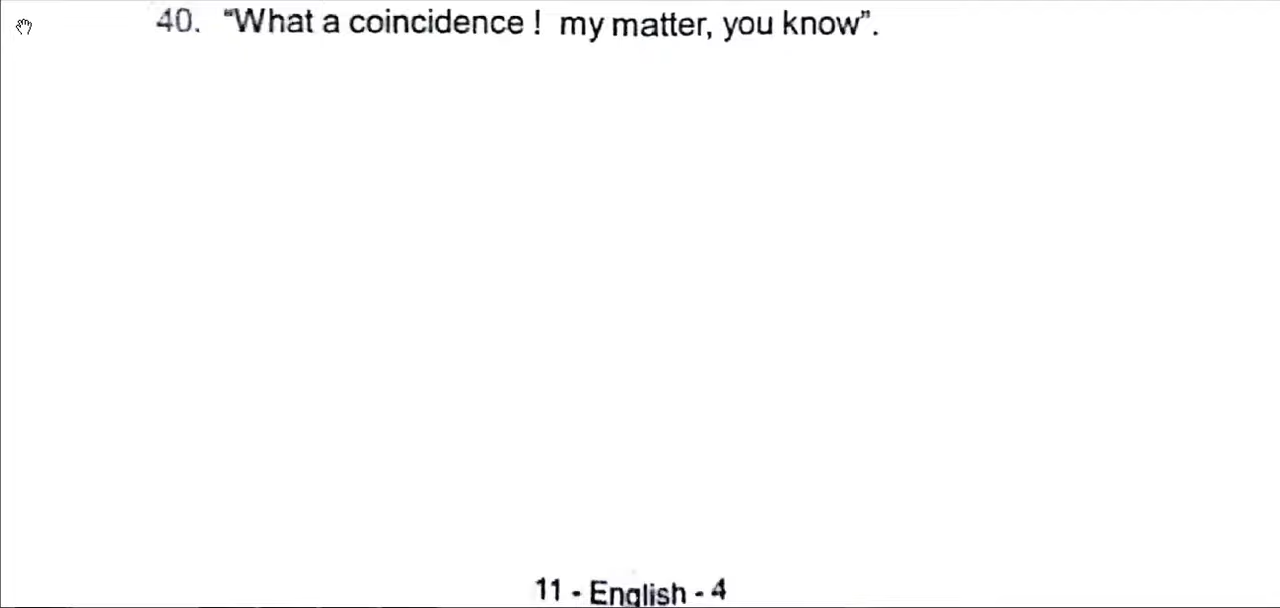 40. “What a coincidence ! my matter, you know”.
11 - English - 4